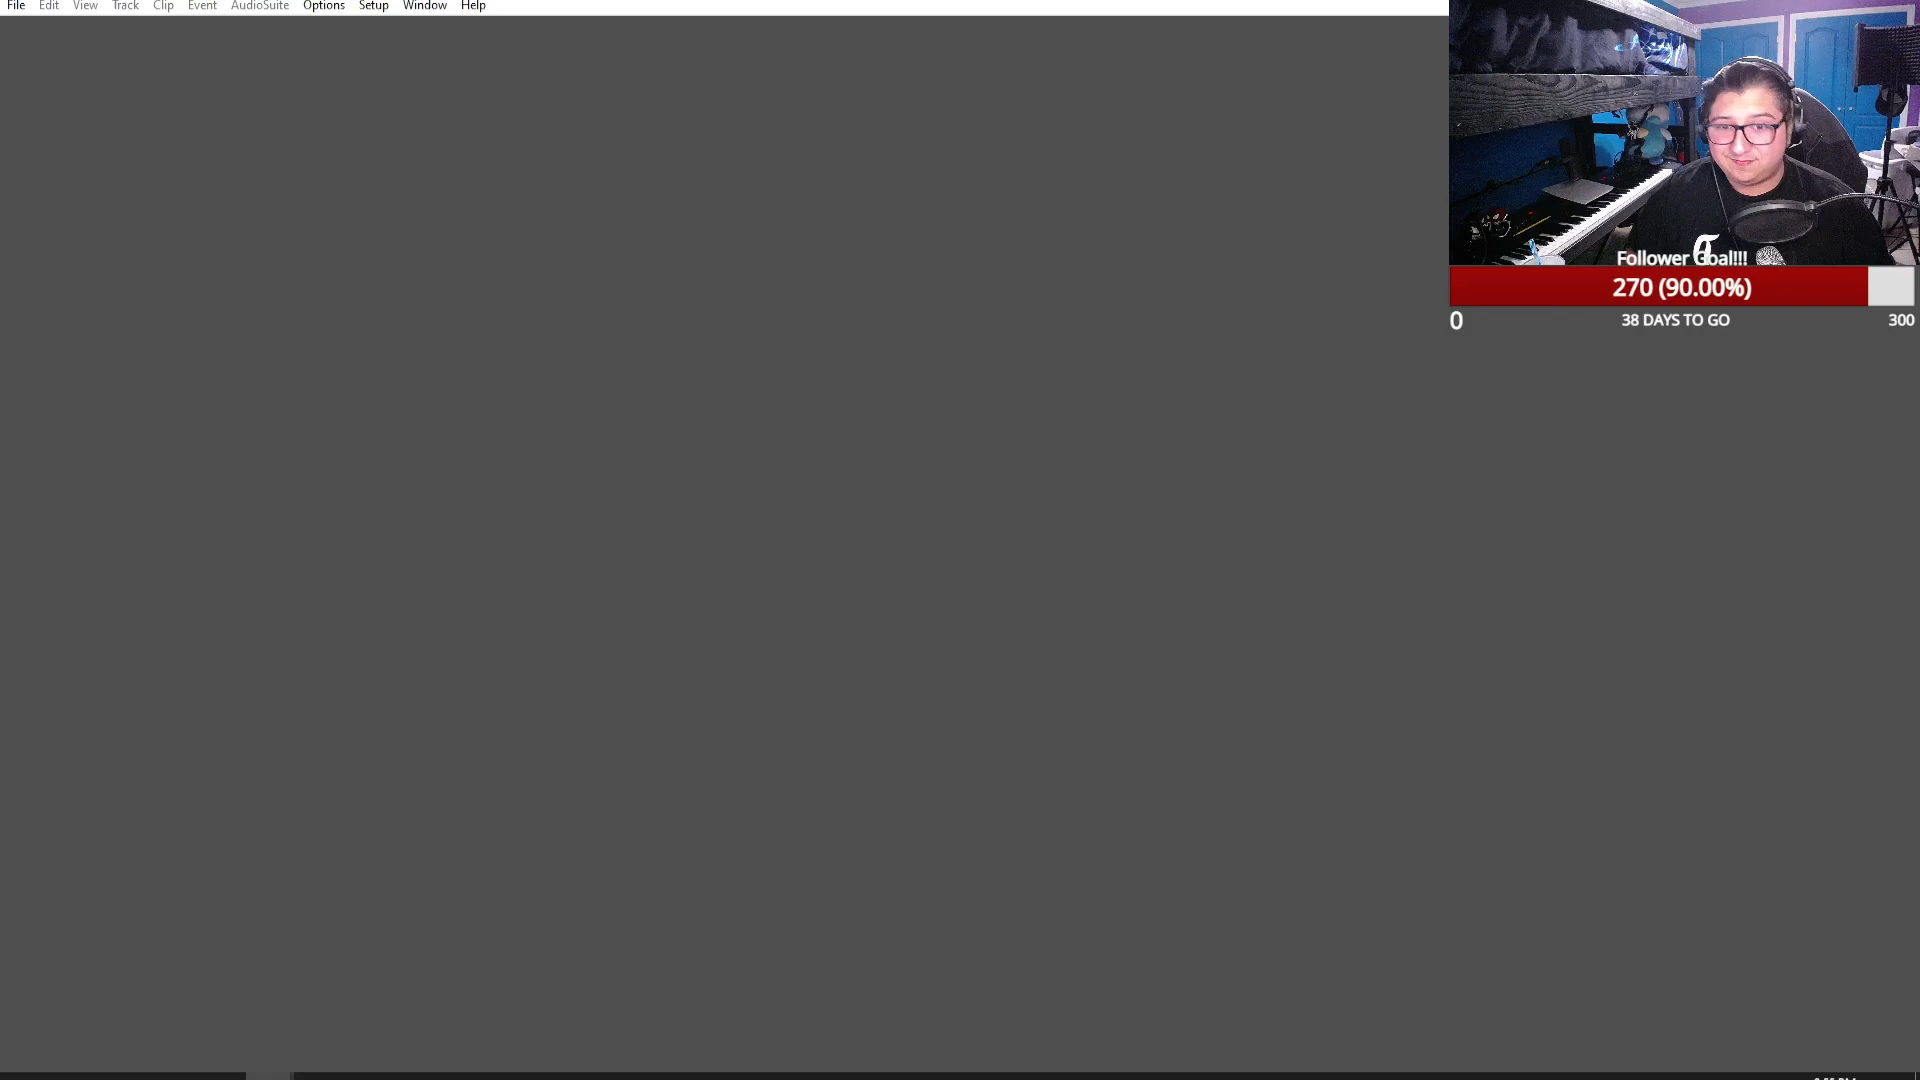 File Edit View Track Clip Event AudioSuite Options Setup Window Help
Follower Goal!!!
270 (90.00%)
0 38 DAYS TO GO 300